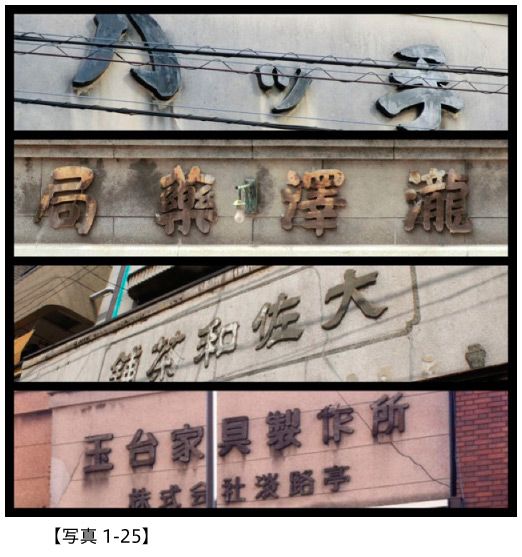 瀧澤藥局
大佐和茶鋪
玉台家具製作所
株式会社淡路亭
【写真 1-25】